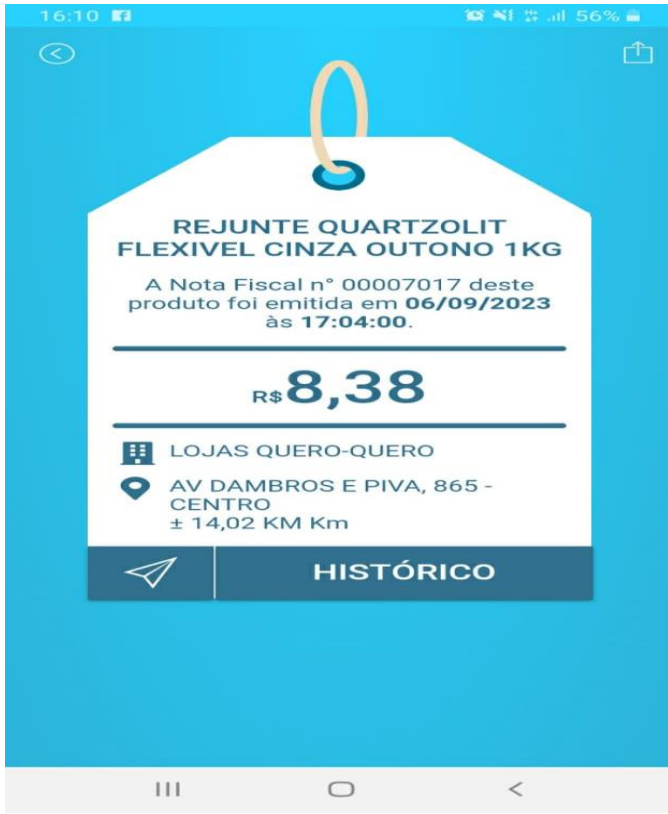 16:10
56%
REJUNTE QUARTZOLIT
FLEXIVEL CINZA OUTONO 1KG
A Nota Fiscal n° 00007017 deste
produto foi emitida em 06/09/2023
às 17:04:00.
R$8,38
LOJAS QUERO-QUERO
AV DAMBROS E PIVA, 865 -
CENTRO
± 14,02 KM Km
HISTÓRICO